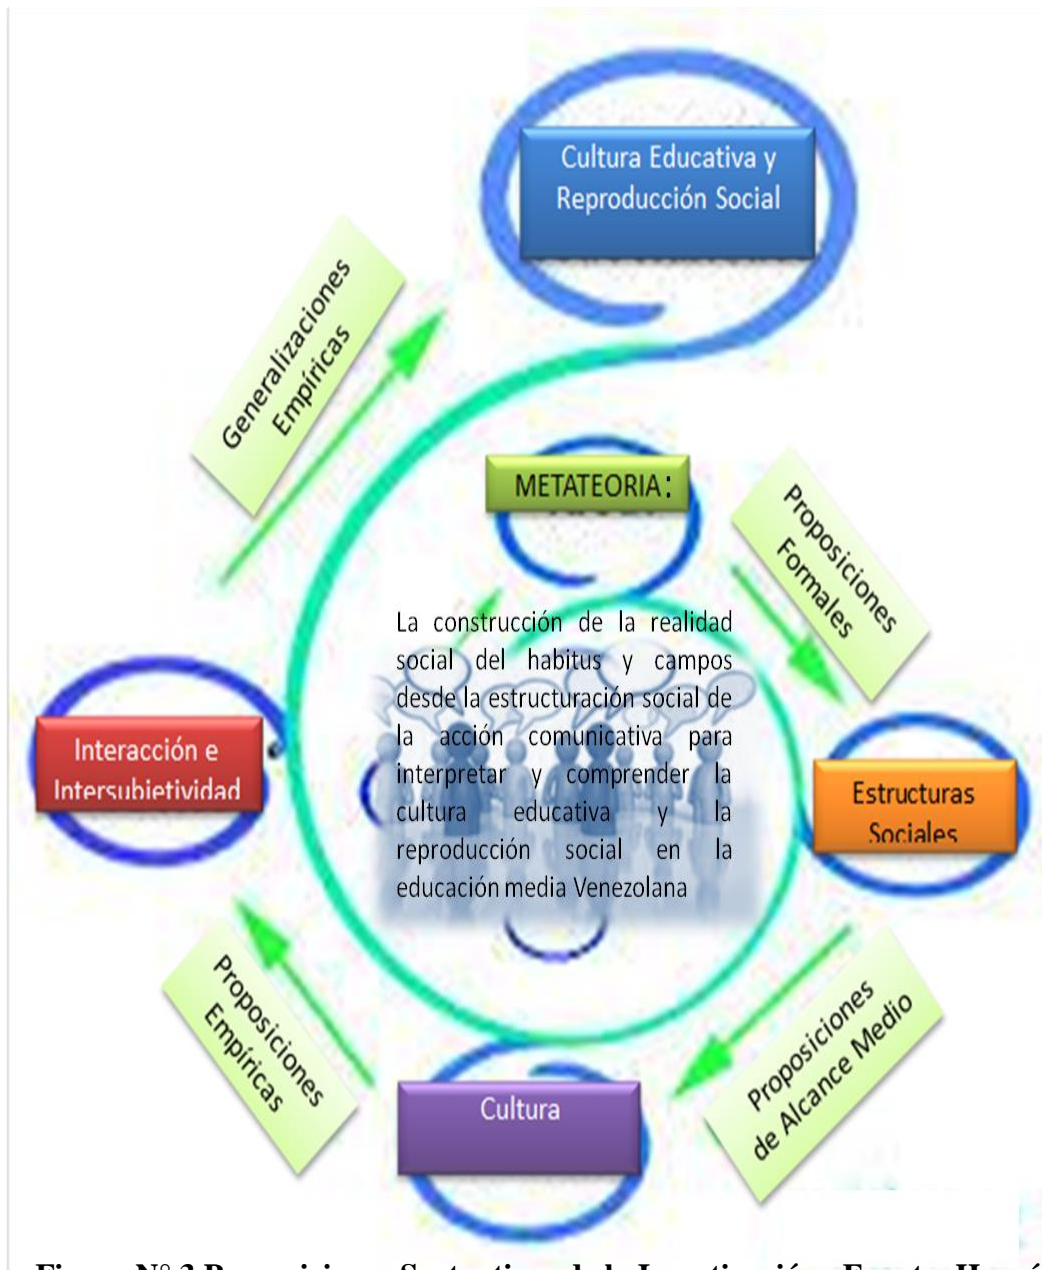 Cultura Educativa y
Reproducción Social
Generalizaciones
Empíricas
METATEORIA:
Proposiciones
Formales
La construcción de la realidad
social del habitus y campos
desde la estructuración social de
la acción comunicativa para
interpretar y comprender la
cultura educativa y la
reproducción social en la
educación media Venezolana
Interacción e
Intersubjetividad
Estructuras
Sociales
Proposiciones
Empíricas
Proposiciones
de Alcance Medio
Cultura